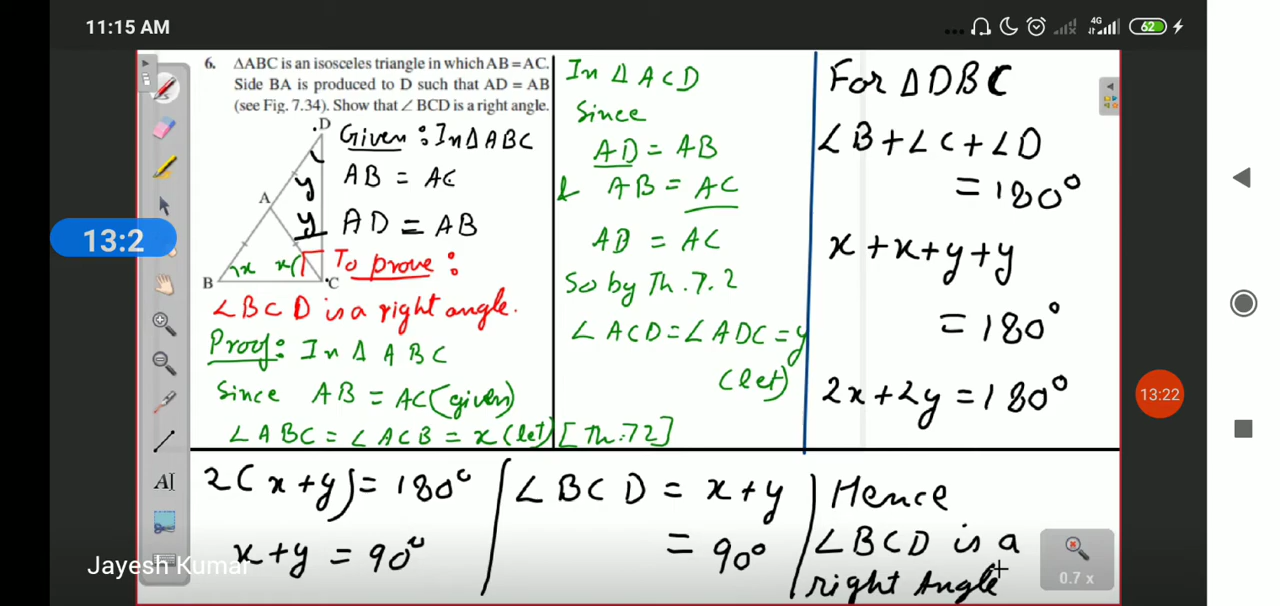 11:15 AM
4G
62
6. ΔABC is an isosceles triangle in which AB = AC.
Side BA is produced to D such that AD = AB
(see Fig. 7.34). Show that ∠ BCD is a right angle.
D
A
B
C
y
y
x
x
Given : In Δ ABC
AB = AC
AD = AB
To prove :
∠BCD is a right angle.
Proof : In Δ ABC
Since AB = AC (given)
∠ABC = ∠ACB = x (let) [Th. 7.2]
In Δ ACD
Since
AD = AB
& AB = AC
AD = AC
So by Th. 7.2
∠ACD = ∠ADC = y
(let)
For ΔDBC
∠B + ∠C + ∠D
= 180°
x + x + y + y
= 180°
2x + 2y = 180°
2(x + y) = 180°
x + y = 90°
∠BCD = x + y
= 90°
Hence
∠BCD is a
right Angle
13:2
13:22
AI
Jayesh Kumar
0.7 x